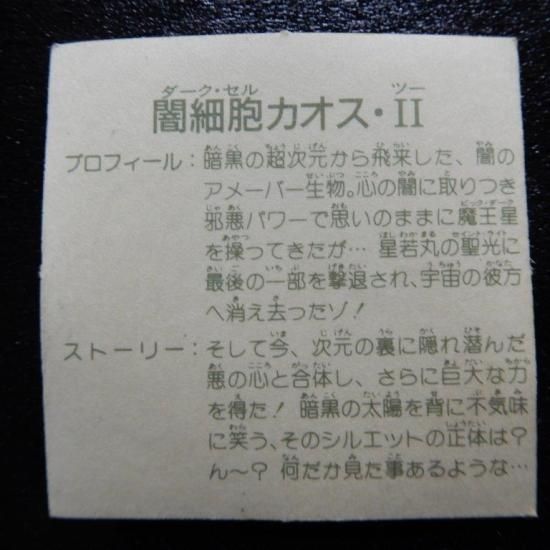 闇細胞カオス・II
ダーク・セル ツー
プロフィール：暗黒の超次元から飛来した、闇の
アメーバー生物。心の闇に取りつき
邪悪パワーで思いのままに魔王星
を操ってきたが… 星若丸の聖光に
最後の一部を撃退され、宇宙の彼方
へ消え去ったゾ！
ストーリー：そして今、次元の裏に隠れ潜んだ
悪の心と合体し、さらに巨大な力
を得た！ 暗黒の太陽を背に不気味
に笑う、そのシルエットの正体は？
ん〜？ 何だか見た事あるような…